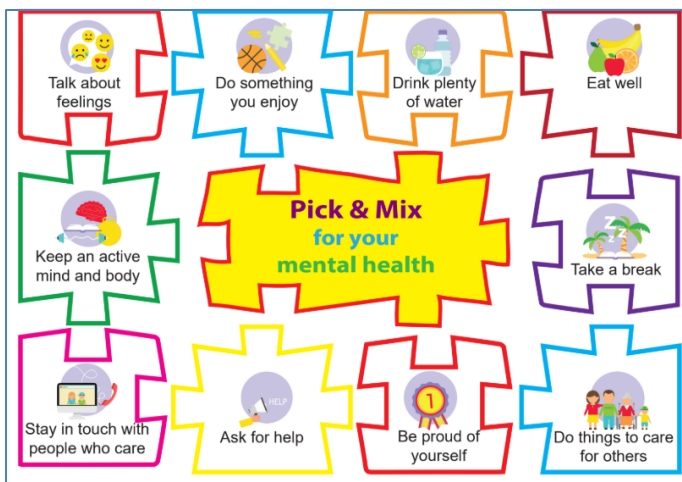 Talk about
feelings
Do something
you enjoy
Drink plenty
of water
Eat well
Keep an active
mind and body
Pick & Mix
for your
mental health
ZZZ
Take a break
Stay in touch with
people who care
HELP
Ask for help
1
Be proud of
yourself
Do things to care
for others